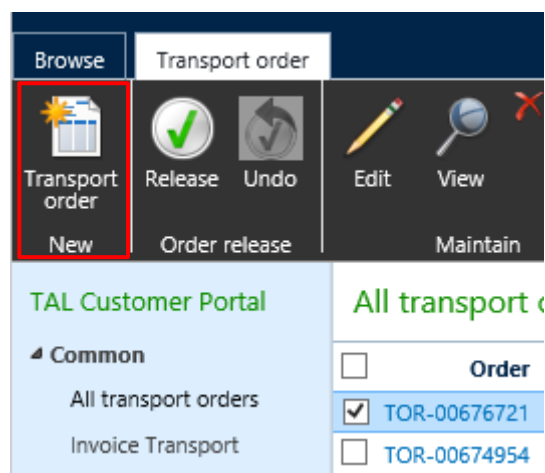 Browse Transport order
Transport Release Undo Edit View
order
New Order release Maintain
TAL Customer Portal All transport
Common Order
All transport orders TOR-00676721
Invoice Transport TOR-00674954